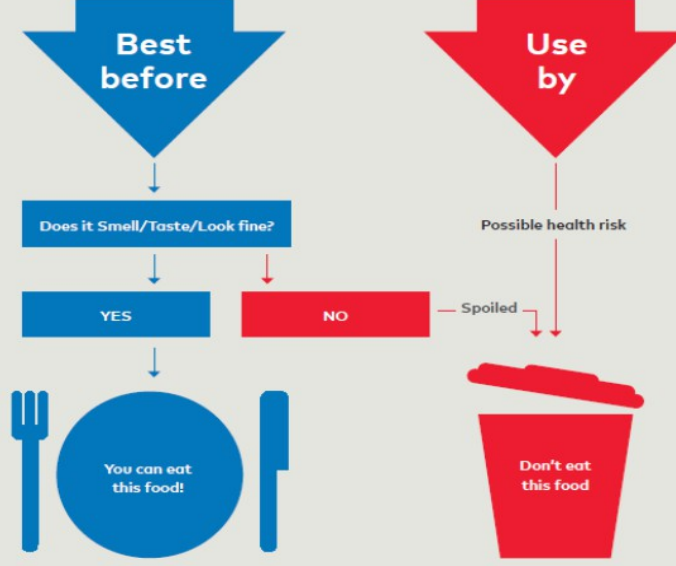 Best
before
Use
by
Does it Smell/Taste/Look fine?
Possible health risk
YES
NO
Spoiled
You can eat
this food!
Don't eat
this food